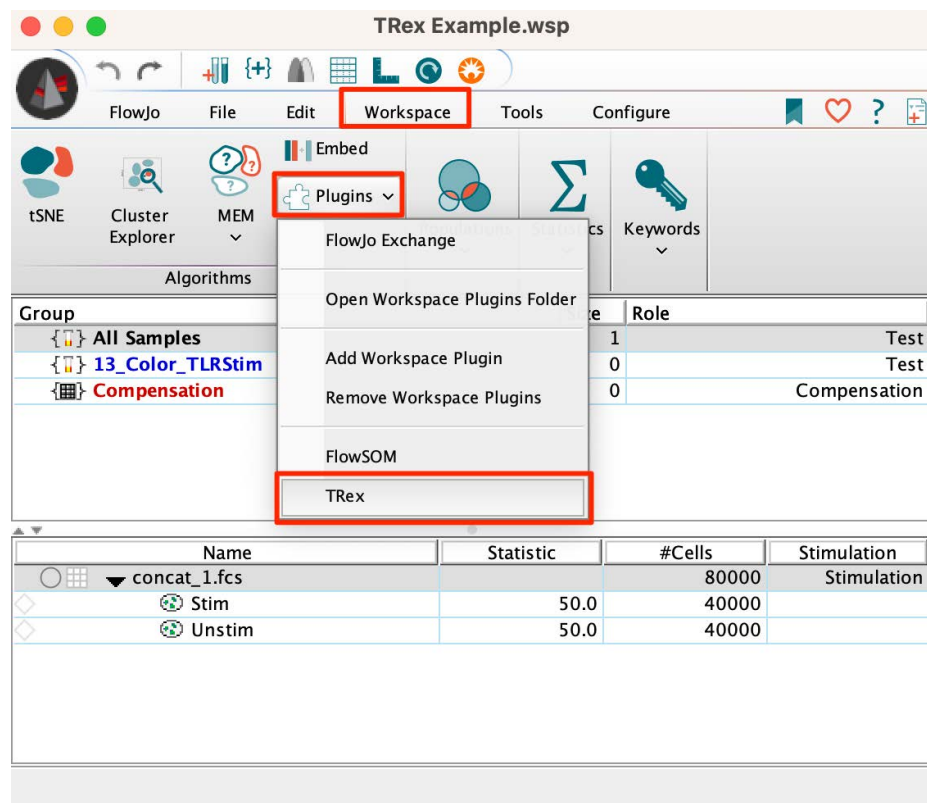 TRex Example.wsp
FlowJo File Edit Workspace Tools Configure
Embed
Plugins
tSNE Cluster Explorer MEM Keywords
Algorithms
FlowJo Exchange
Open Workspace Plugins Folder
Add Workspace Plugin
Remove Workspace Plugins
FlowSOM
TRex
Group Role
All Samples 1 Test
13_Color_TLRStim 0 Test
Compensation 0 Compensation
Name Statistic #Cells Stimulation
concat_1.fcs 80000 Stimulation
Stim 50.0 40000
Unstim 50.0 40000